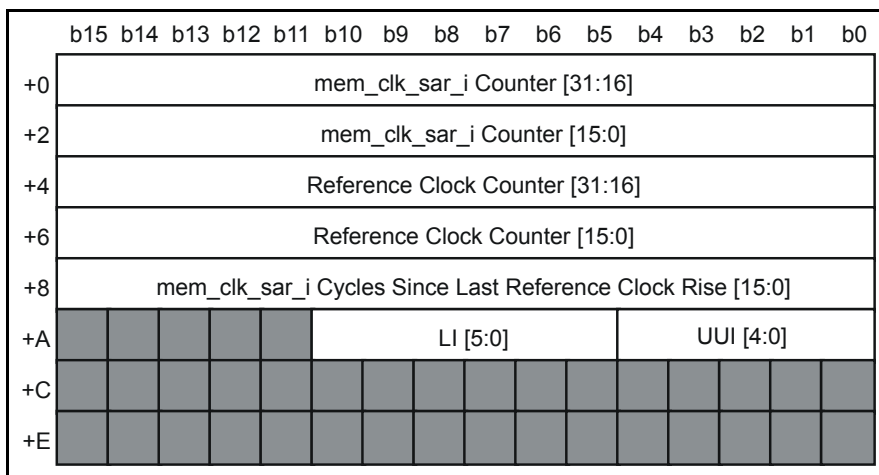 b15 b14 b13 b12 b11 b10 b9 b8 b7 b6 b5 b4 b3 b2 b1 b0
+0 mem_clk_sar_i Counter [31:16]
+2 mem_clk_sar_i Counter [15:0]
+4 Reference Clock Counter [31:16]
+6 Reference Clock Counter [15:0]
+8 mem_clk_sar_i Cycles Since Last Reference Clock Rise [15:0]
+A LI [5:0] UUI [4:0]
+C
+E